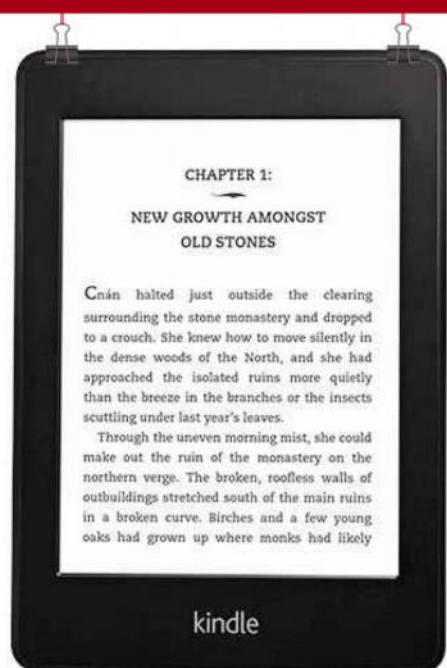 CHAPTER 1:
NEW GROWTH AMONGST
OLD STONES
Cnán halted just outside the clearing
surrounding the stone monastery and dropped
to a crouch. She knew how to move silently in
the dense woods of the North, and she had
approached the isolated ruins more quietly
than the breeze in the branches or the insects
scuttling under last year's leaves.
Through the uneven morning mist, she could
make out the ruin of the monastery on the
northern verge. The broken, roofless walls of
outbuildings stretched south of the main ruins
in a broken curve. Birches and a few young
oaks had grown up where monks had likely
kindle